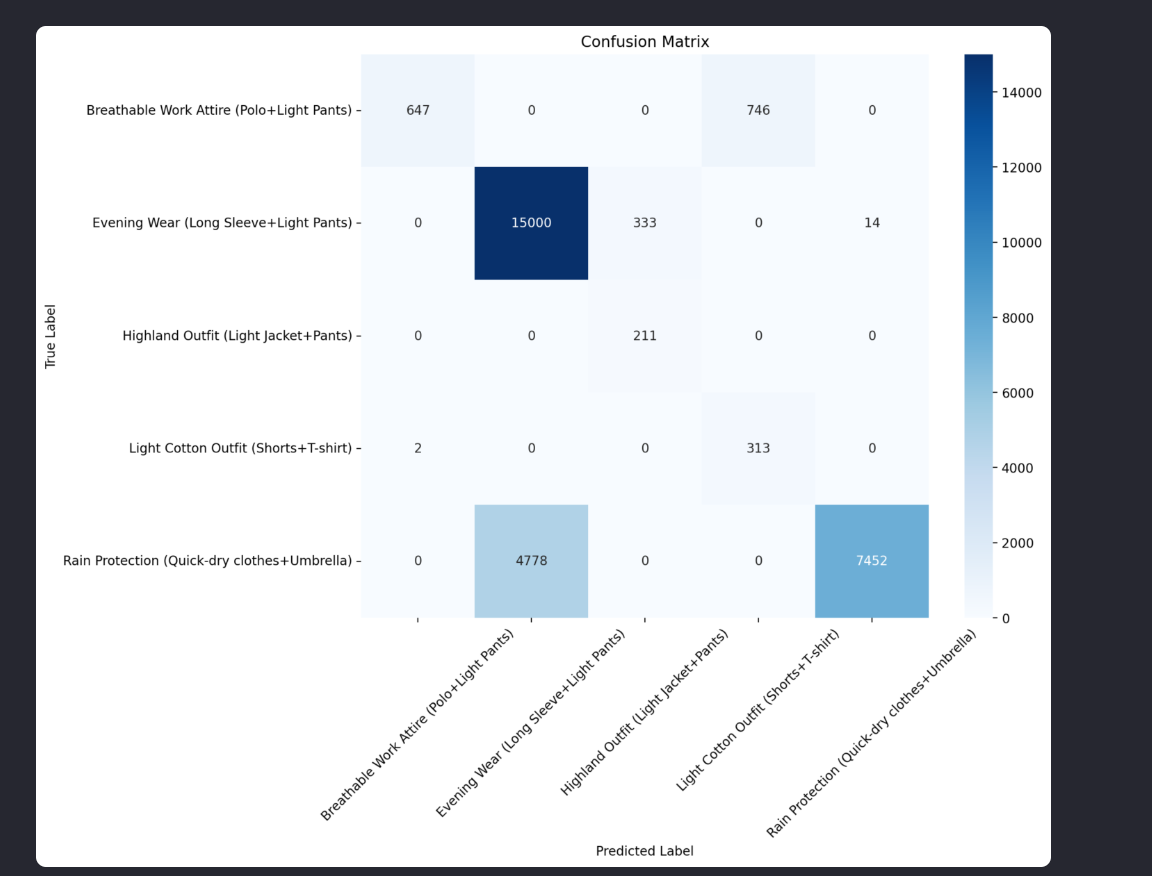 Confusion Matrix
Breathable Work Attire (Polo+Light Pants)
647 0 0 746 0
Evening Wear (Long Sleeve+Light Pants)
0 15000 333 0 14
Highland Outfit (Light Jacket+Pants)
0 0 211 0 0
Light Cotton Outfit (Shorts+T-shirt)
2 0 0 313 0
Rain Protection (Quick-dry clothes+Umbrella)
0 4778 0 0 7452
True Label
Breathable Work Attire (Polo+Light Pants)
Evening Wear (Long Sleeve+Light Pants)
Highland Outfit (Light Jacket+Pants)
Light Cotton Outfit (Shorts+T-shirt)
Rain Protection (Quick-dry clothes+Umbrella)
Predicted Label
14000
12000
10000
8000
6000
4000
2000
0